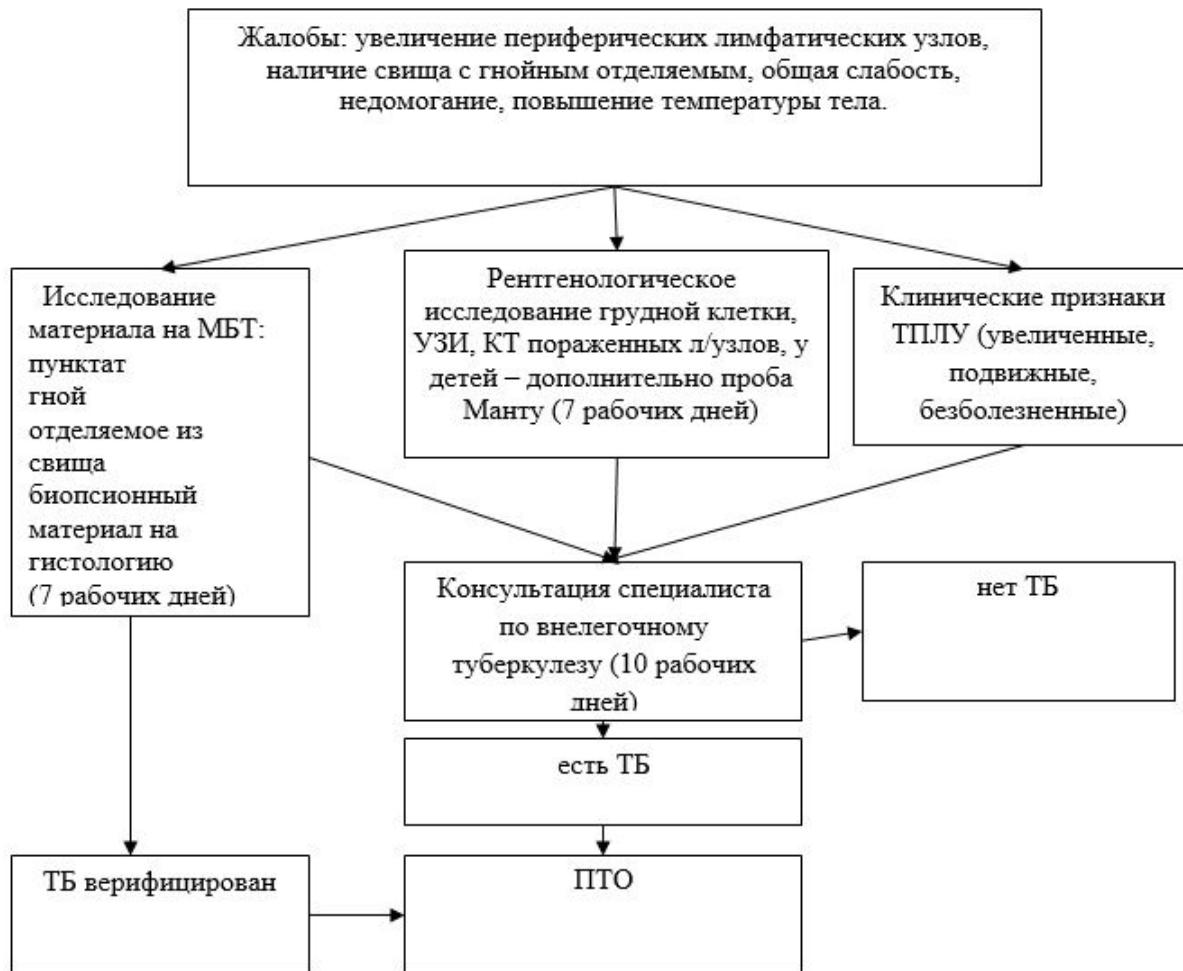 Жалобы: увеличение периферических лимфатических узлов,
наличие свища с гнойным отделяемым, общая слабость,
недомогание, повышение температуры тела.
Исследование
материала на МБТ:
пунктат
гной
отделяемое из
свища
биопсионный
материал на
гистологию
(7 рабочих дней)
Рентгенологическое
исследование грудной клетки,
УЗИ, КТ пораженных л/узлов, у
детей – дополнительно проба
Манту (7 рабочих дней)
Клинические признаки
ТПЛУ (увеличенные,
подвижные,
безболезненные)
Консультация специалиста
по внелегочному
туберкулезу (10 рабочих
дней)
нет ТБ
есть ТБ
ТБ верифицирован
ПТО